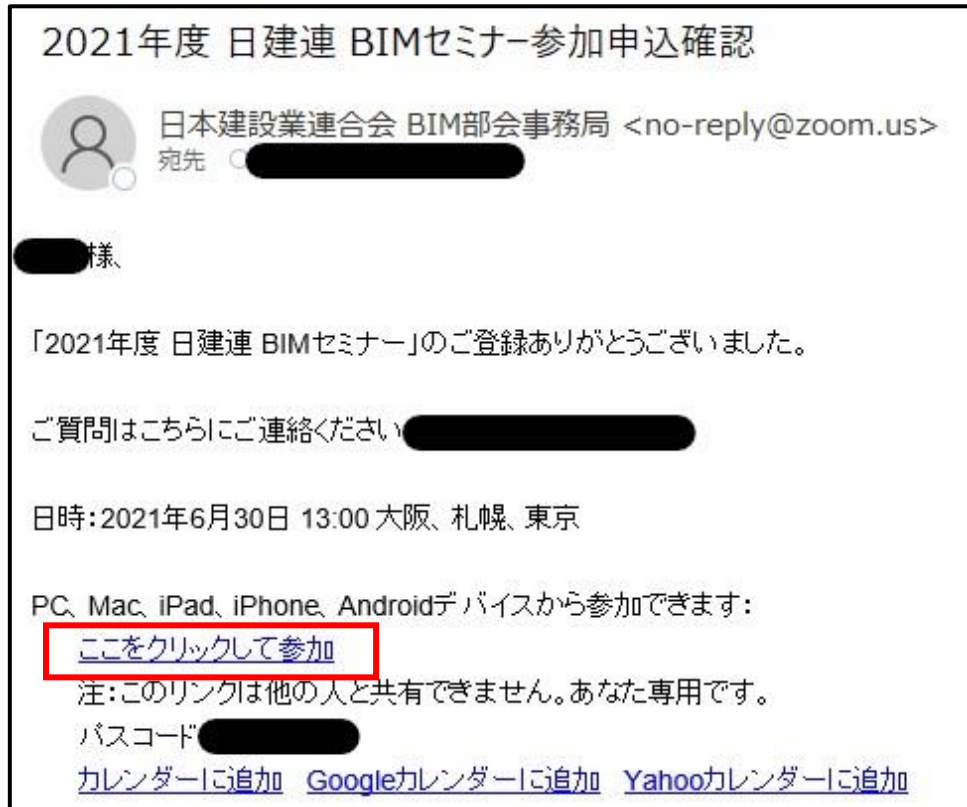 2021年度 日建連 BIMセミナー参加申込確認
日本建設業連合会 BIM部会事務局 <no-reply@zoom.us>
宛先
様、
「2021年度 日建連 BIMセミナー」のご登録ありがとうございました。
ご質問はこちらにご連絡ください
日時:2021年6月30日 13:00 大阪、札幌、東京
PC、Mac、iPad、iPhone、Androidデバイスから参加できます:
ここをクリックして参加
注:このリンクは他の人と共有できません。あなた専用です。
パスコード
カレンダーに追加 Googleカレンダーに追加 Yahooカレンダーに追加